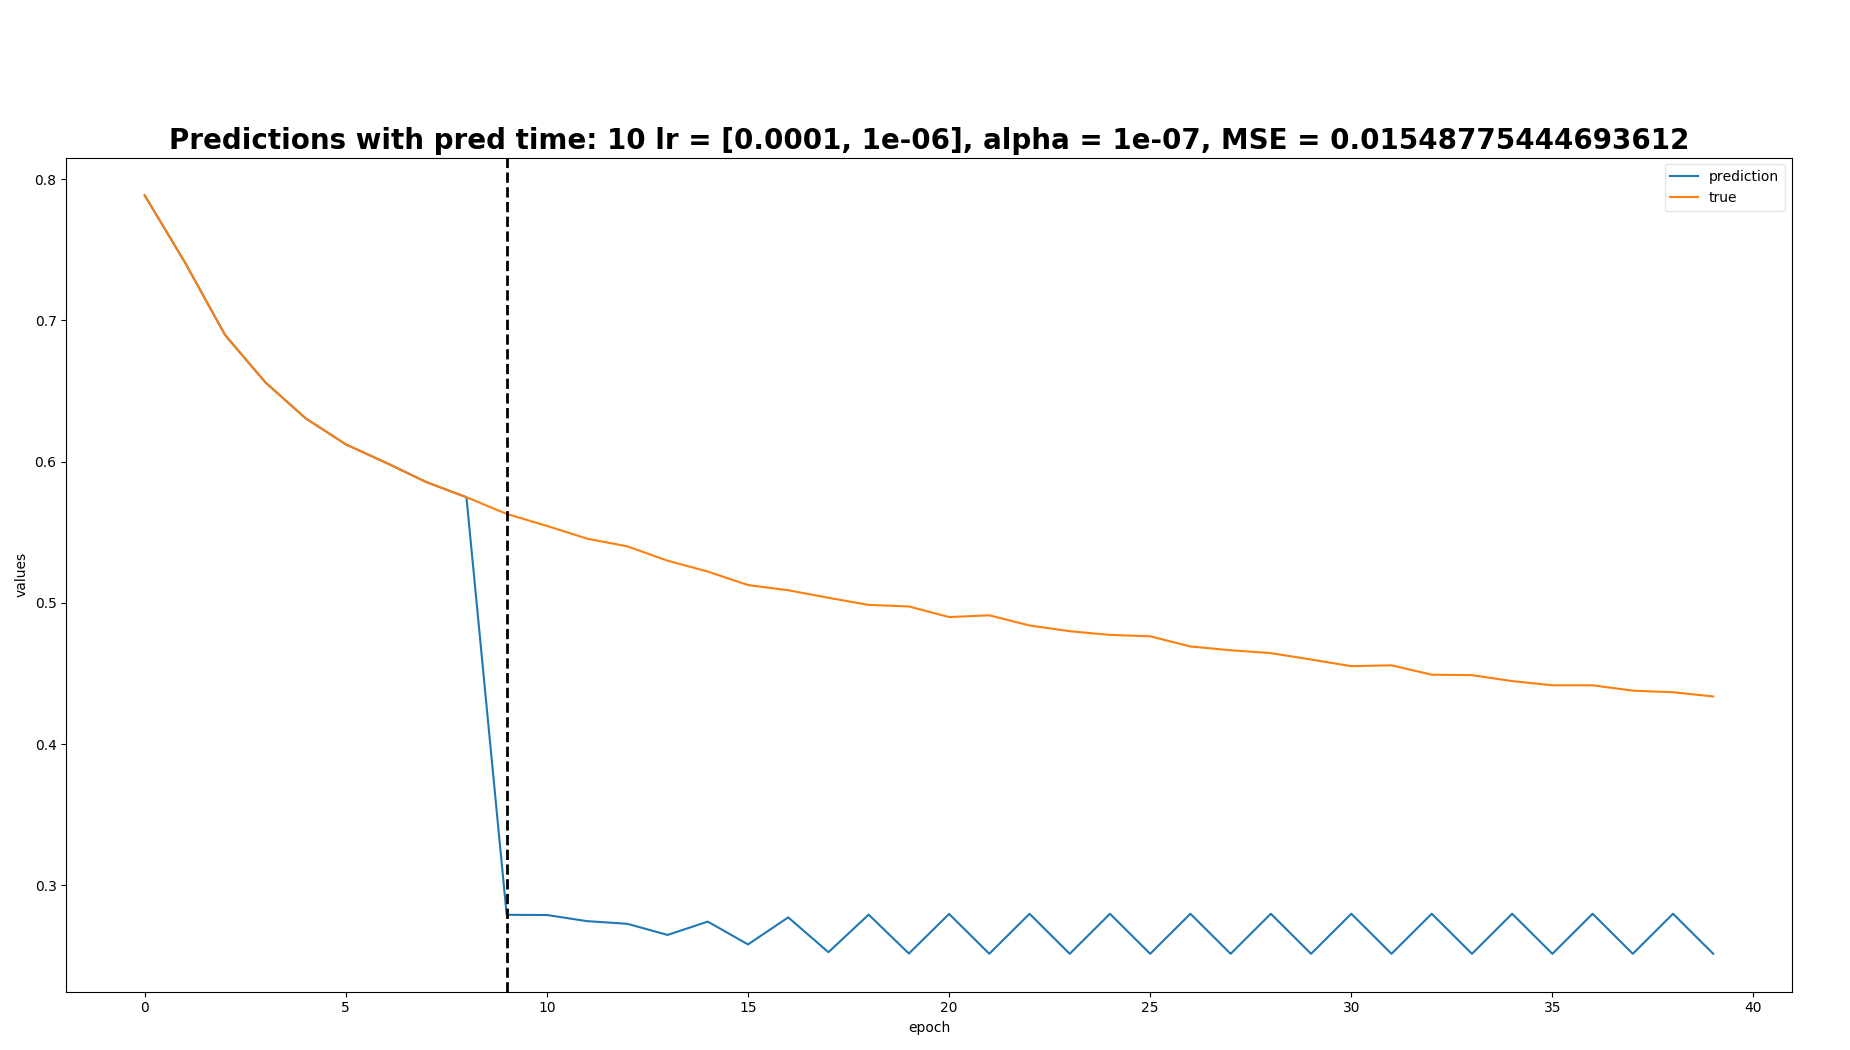 Predictions with pred time: 10 lr = [0.0001, 1e-06], alpha = 1e-07, MSE = 0.01548775444693612
prediction
true
values
0.8
0.7
0.6
0.5
0.4
0.3
0 5 10 15 20 25 30 35 40
epoch